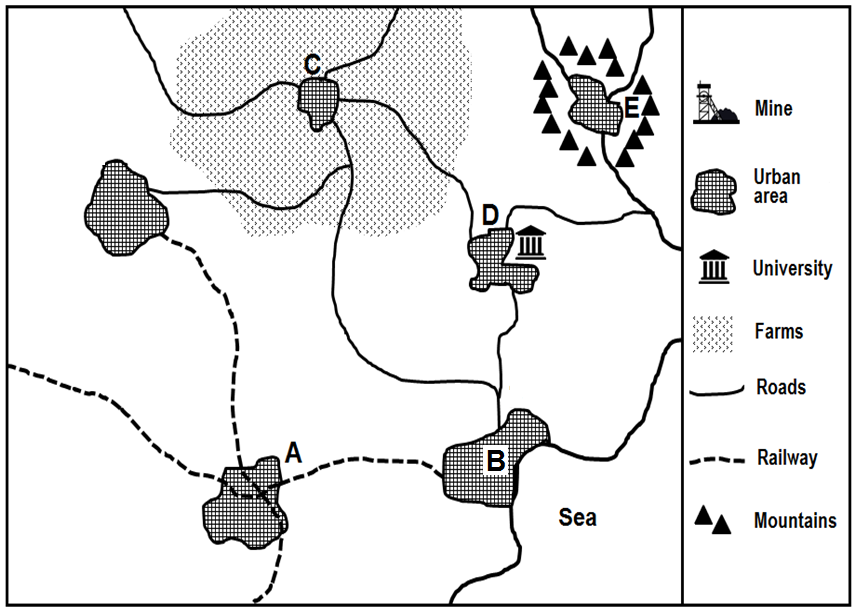 C
E
D
A
B
Sea
Mine
Urban
area
University
Farms
Roads
Railway
Mountains